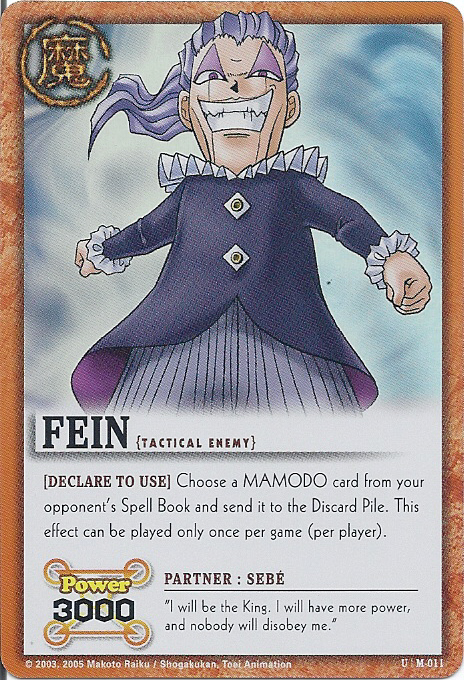 魔
FEIN {TACTICAL ENEMY}
[DECLARE TO USE] Choose a MAMODO card from your
opponent's Spell Book and send it to the Discard Pile. This
effect can be played only once per game (per player).
Power
3000
PARTNER : SEBÉ
"I will be the King. I will have more power,
and nobody will disobey me."
© 2003, 2005 Makoto Raiku / Shogakukan, Toei Animation
U | M-011